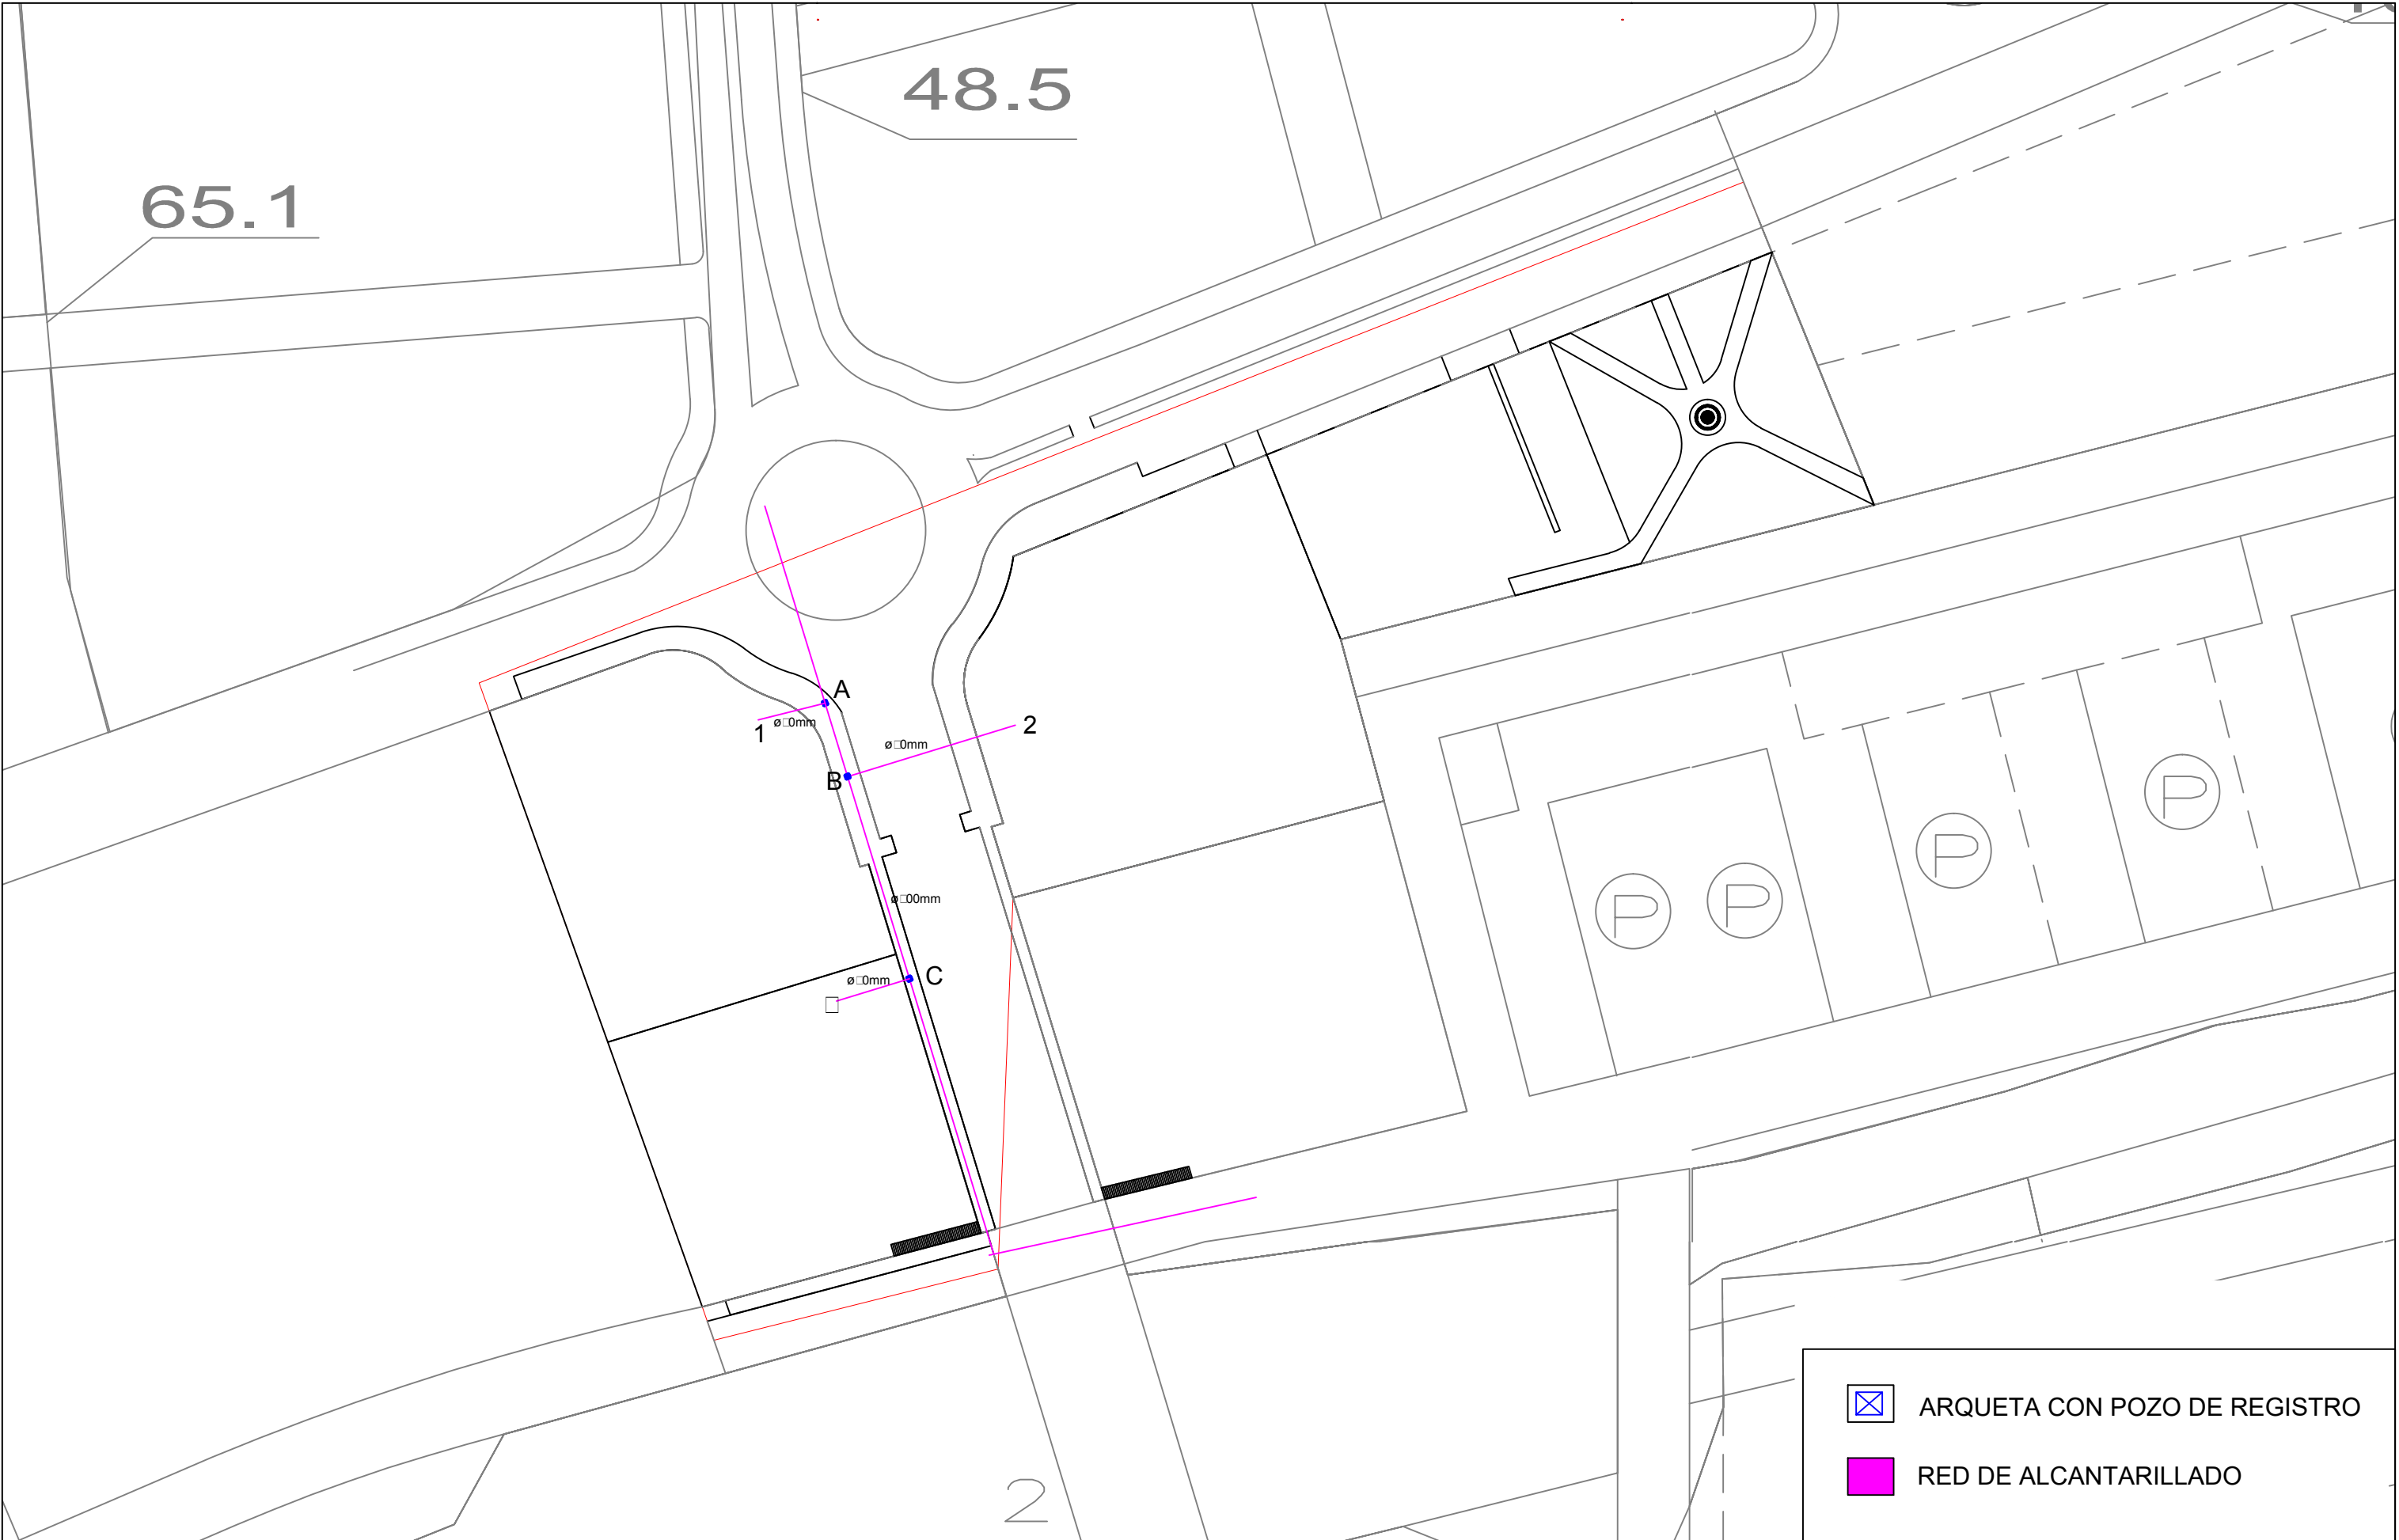 48.5
65.1
A
1
ø□0mm
2
ø□0mm
B
ø□00mm
C
ø□0mm
□
P
P
P
P
ARQUETA CON POZO DE REGISTRO
RED DE ALCANTARILLADO
2